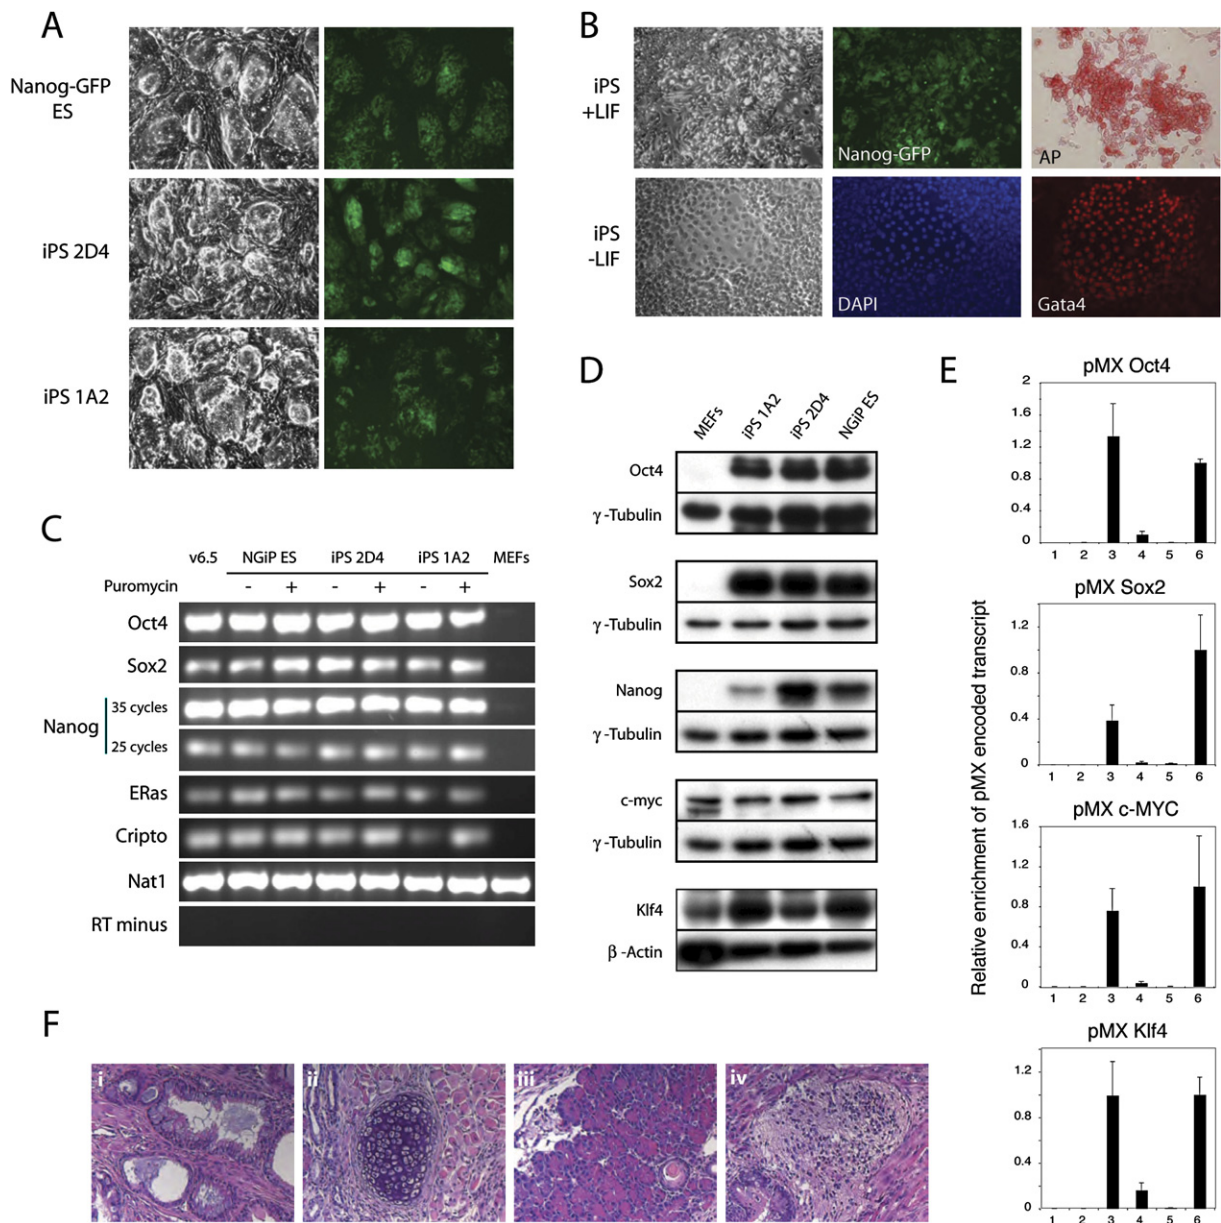 A
Nanog-GFP
ES
iPS 2D4
iPS 1A2
B
iPS
+LIF
Nanog-GFP
AP
iPS
-LIF
DAPI
Gata4
C
v6.5 NGiP ES iPS 2D4 iPS 1A2 MEFs
Puromycin - + - + - +
Oct4
Sox2
Nanog
35 cycles
25 cycles
ERas
Cripto
Nat1
RT minus
D
MEFs iPS 1A2 iPS 2D4 NGiP ES
Oct4
γ-Tubulin
Sox2
γ-Tubulin
Nanog
γ-Tubulin
c-myc
γ-Tubulin
Klf4
β-Actin
E
Relative enrichment of pMX encoded transcript
pMX Oct4
2
1.6
1.2
0.8
0.4
0
1 2 3 4 5 6
pMX Sox2
1.2
0.8
0.4
0
1 2 3 4 5 6
pMX c-MYC
1.6
1.2
0.8
0.4
0
1 2 3 4 5 6
pMX Klf4
1.2
0.8
0.4
0
1 2 3 4 5 6
F
i
ii
iii
iv